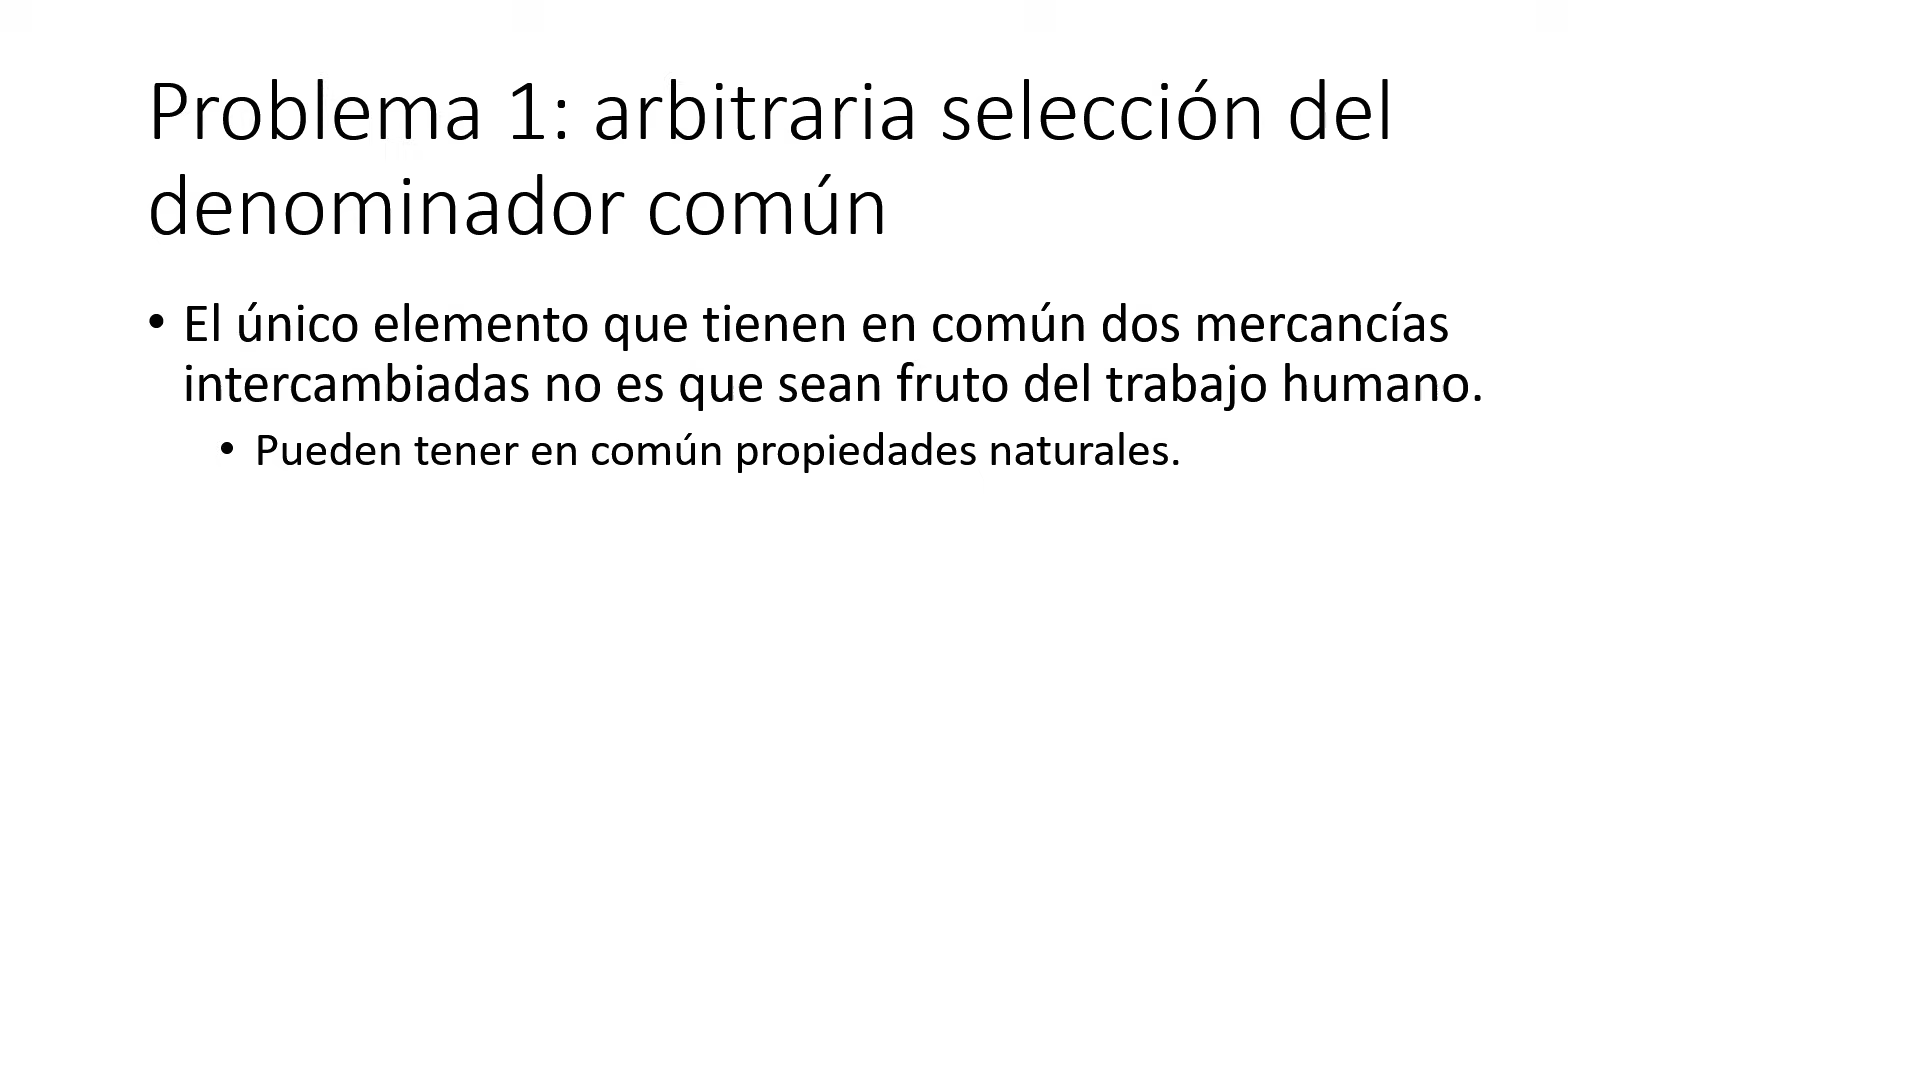 Problema 1: arbitraria selección del
denominador común
• El único elemento que tienen en común dos mercancías
intercambiadas no es que sean fruto del trabajo humano.
• Pueden tener en común propiedades naturales.